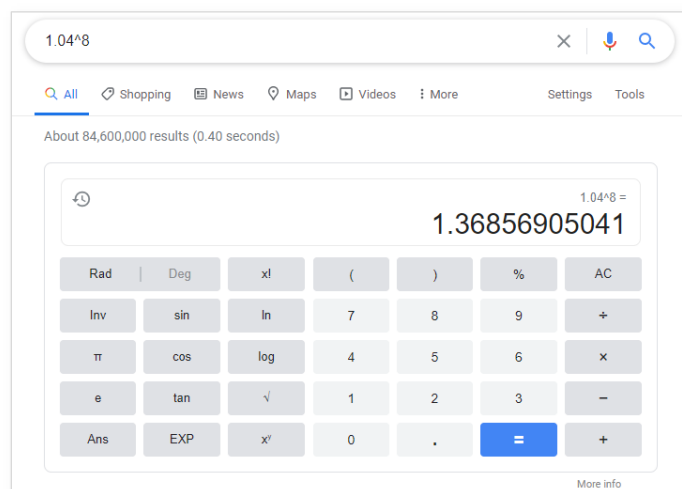 1.04^8
All Shopping News Maps Videos More Settings Tools
About 84,600,000 results (0.40 seconds)
1.04^8 =
1.36856905041
Rad | Deg x! ( ) % AC
Inv sin ln 7 8 9 ÷
π cos log 4 5 6 ×
e tan √ 1 2 3 −
Ans EXP xʸ 0 . = +
More info